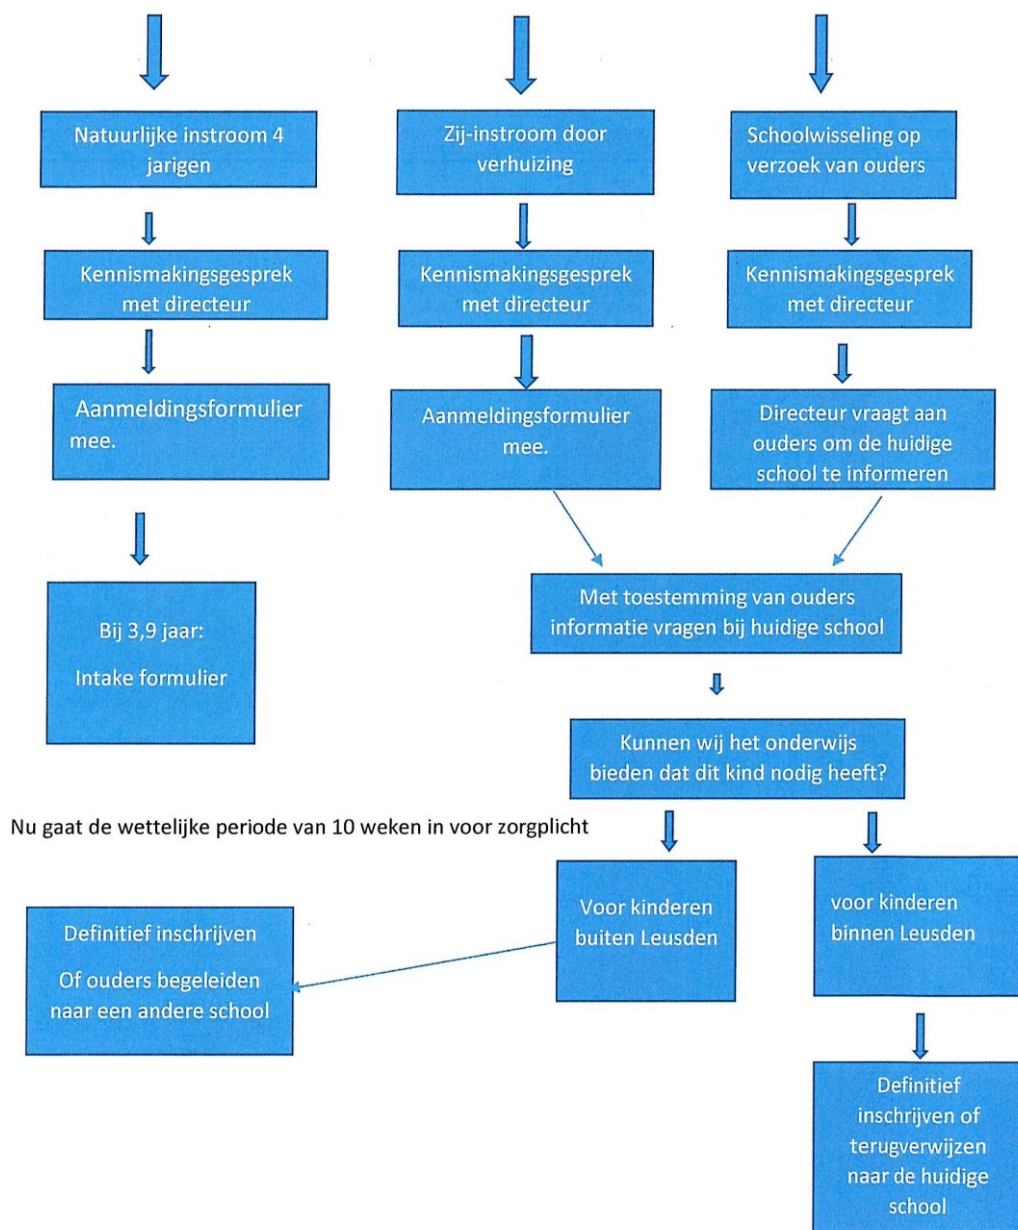 Natuurlijke instroom 4
jarigen
Kennismakingsgesprek
met directeur
Aanmeldingsformulier
mee.
Bij 3,9 jaar:
Intake formulier
Zij-instroom door
verhuizing
Kennismakingsgesprek
met directeur
Aanmeldingsformulier
mee.
Schoolwisseling op
verzoek van ouders
Kennismakingsgesprek
met directeur
Directeur vraagt aan
ouders om de huidige
school te informeren
Met toestemming van ouders
informatie vragen bij huidige school
Kunnen wij het onderwijs
bieden dat dit kind nodig heeft?
Nu gaat de wettelijke periode van 10 weken in voor zorgplicht
Voor kinderen
buiten Leusden
Definitief inschrijven
Of ouders begeleiden
naar een andere school
voor kinderen
binnen Leusden
Definitief
inschrijven of
terugverwijzen
naar de huidige
school